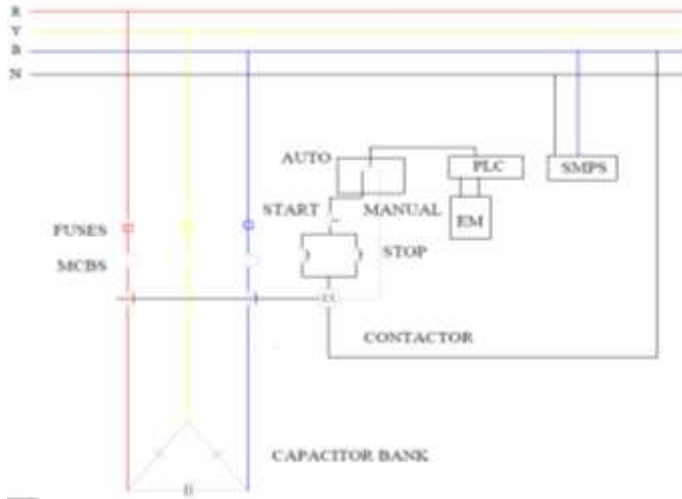 R
Y
B
N
AUTO
PLC
SMPS
START
MANUAL
EM
FUSES
STOP
MCBS
CONTACTOR
CAPACITOR BANK